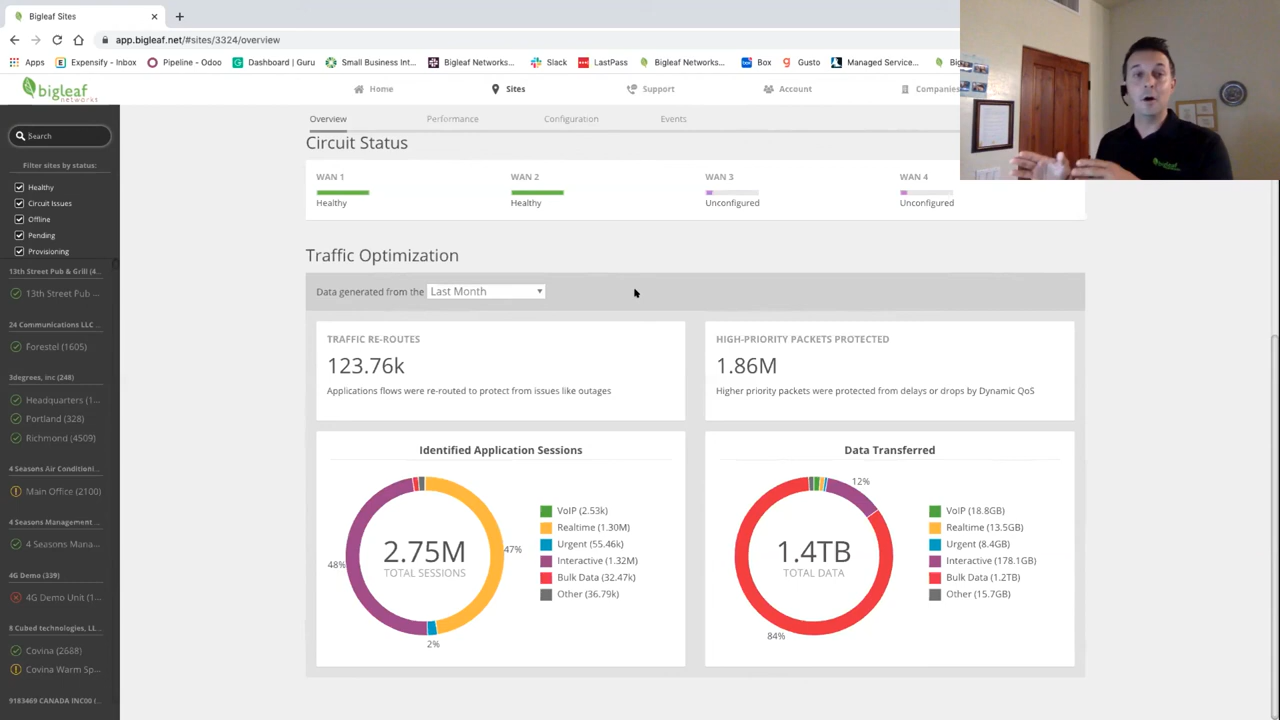 Bigleaf Sites
app.bigleaf.net/#sites/3324/overview
Apps
Expensify - Inbox
Pipeline - Odoo
Dashboard | Guru
Small Business Int...
Bigleaf Networks...
Slack
LastPass
Bigleaf Networks...
Box
Gusto
Managed Service...
bigleaf
networks
Home
Sites
Support
Account
Companies
Search
Filter sites by status:
Healthy
Circuit Issues
Offline
Pending
Provisioning
13th Street Pub & Grill (4...
13th Street Pub ...
24 Communications LLC ...
Forestel (1605)
3degrees, inc (248)
Headquarters (1...
Portland (328)
Richmond (4509)
4 Seasons Air Conditioni...
Main Office (2100)
4 Seasons Management ...
4 Seasons Mana...
4G Demo (339)
4G Demo Unit (1...
8 Cubed technologies, LL...
Covina (2688)
Covina Warm Sp...
9183469 CANADA INC00 (...
Overview
Performance
Configuration
Events
Circuit Status
WAN 1
Healthy
WAN 2
Healthy
WAN 3
Unconfigured
WAN 4
Unconfigured
Traffic Optimization
Data generated from the Last Month
TRAFFIC RE-ROUTES
123.76k
Applications flows were re-routed to protect from issues like outages
HIGH-PRIORITY PACKETS PROTECTED
1.86M
Higher priority packets were protected from delays or drops by Dynamic QoS
Identified Application Sessions
2.75M
TOTAL SESSIONS
47%
48%
2%
VoIP (2.53k)
Realtime (1.30M)
Urgent (55.46k)
Interactive (1.32M)
Bulk Data (32.47k)
Other (36.79k)
Data Transferred
12%
1.4TB
TOTAL DATA
84%
VoIP (18.8GB)
Realtime (13.5GB)
Urgent (8.4GB)
Interactive (178.1GB)
Bulk Data (1.2TB)
Other (15.7GB)
bigleaf